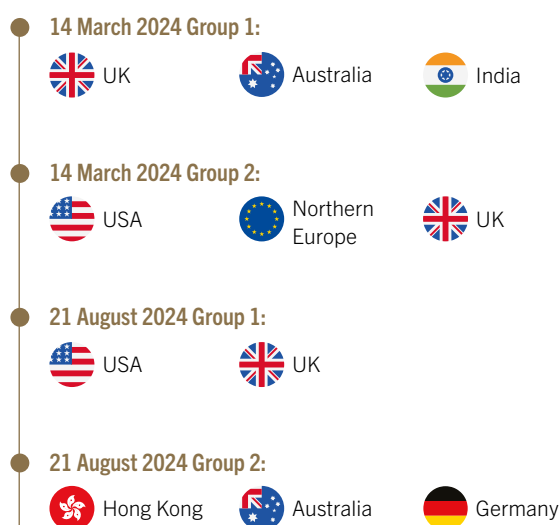 14 March 2024 Group 1:
UK
Australia
India
14 March 2024 Group 2:
USA
Northern
Europe
UK
21 August 2024 Group 1:
USA
UK
21 August 2024 Group 2:
Hong Kong
Australia
Germany